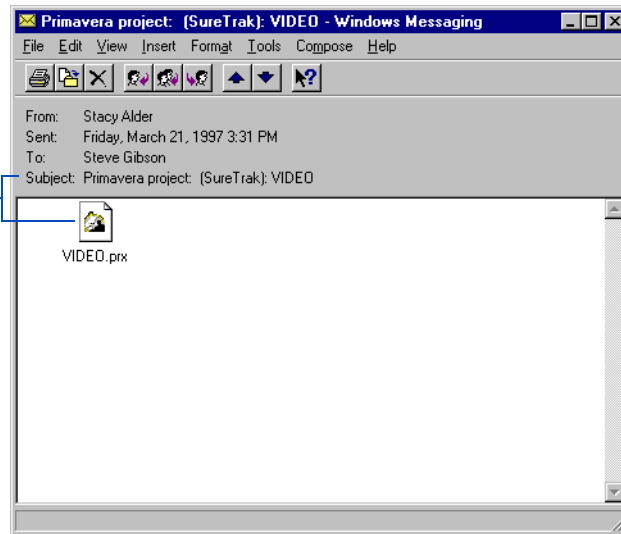 Primavera project: (SureTrak): VIDEO - Windows Messaging
File Edit View Insert Format Tools Compose Help
From: Stacy Alder
Sent: Friday, March 21, 1997 3:31 PM
To: Steve Gibson
Subject: Primavera project: (SureTrak): VIDEO
VIDEO.prx